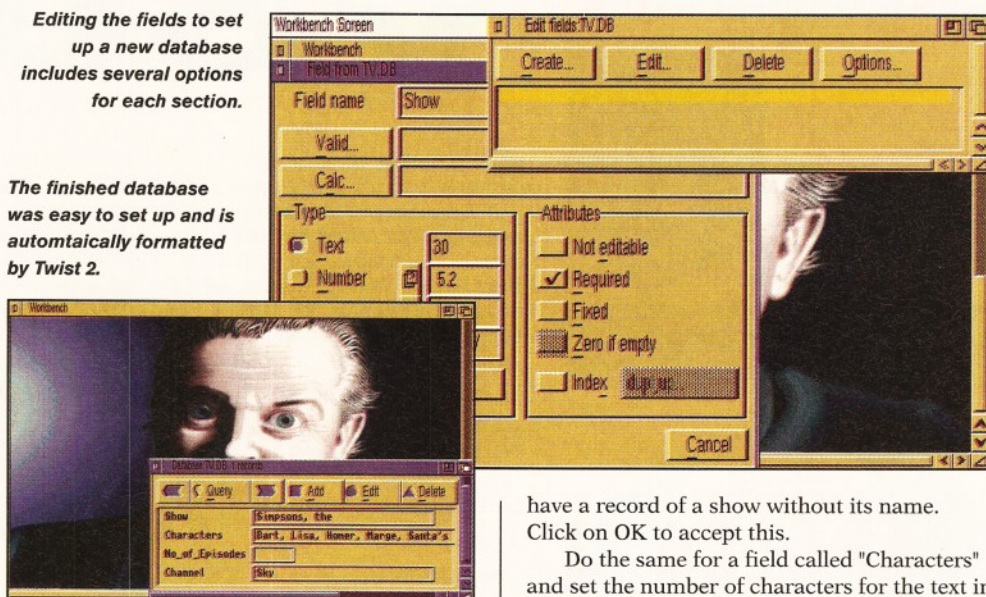 Editing the fields to set
up a new database
includes several options
for each section.
The finished database
was easy to set up and is
automtaically formatted
by Twist 2.
Workbench Screen
Workbench
Field from TV.DB
Field name Show
Valid...
Calc...
Type
Text 30
Number 5.2
Edit fields:TV.DB
Create... Edit... Delete Options...
Attributes
Not editable
Required
Fixed
Zero if empty
Index dup_up...
Cancel
Workbench
Database TV.DB 1 records
Query Add Edit Delete
Show Simpsons, the
Characters Bart, Lisa, Homer, Marge, Santa's
No_of_Episodes
Channel Sky
have a record of a show without its name.
Click on OK to accept this.
Do the same for a field called "Characters"
and set the number of characters for the text in